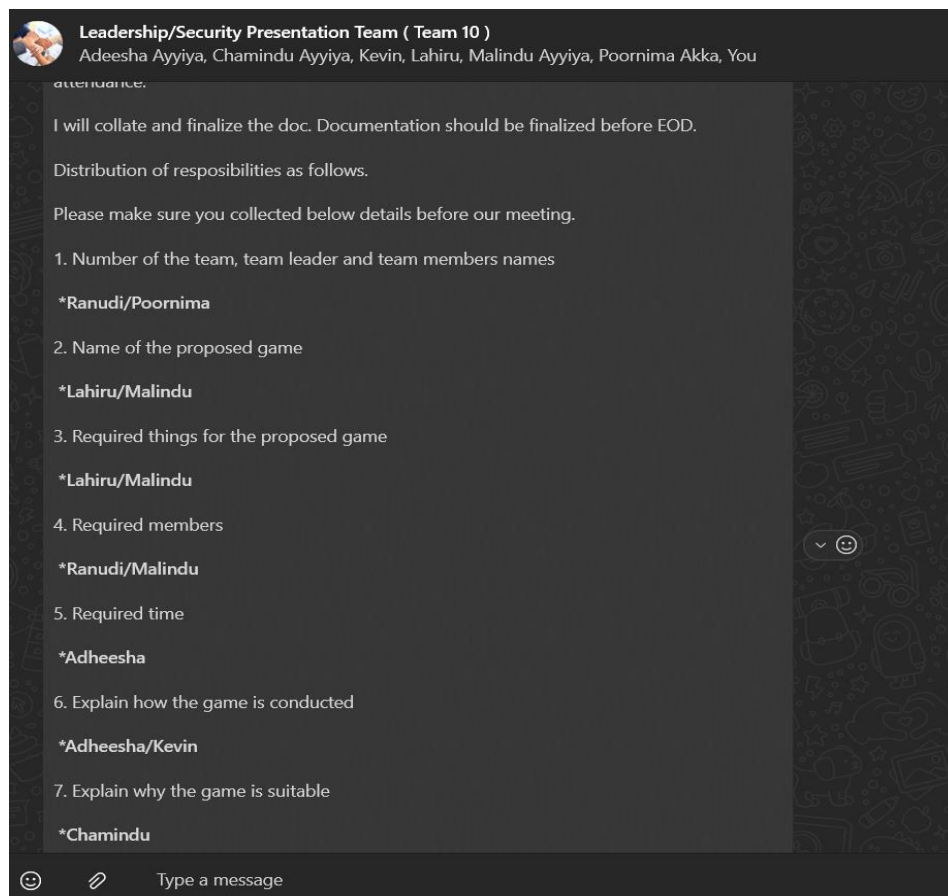 Leadership/Security Presentation Team ( Team 10 )
Adeesha Ayyiya, Chamindu Ayyiya, Kevin, Lahiru, Malindu Ayyiya, Poornima Akka, You
attendance.
I will collate and finalize the doc. Documentation should be finalized before EOD.
Distribution of resposibilities as follows.
Please make sure you collected below details before our meeting.
1. Number of the team, team leader and team members names
*Ranudi/Poornima
2. Name of the proposed game
*Lahiru/Malindu
3. Required things for the proposed game
*Lahiru/Malindu
4. Required members
*Ranudi/Malindu
5. Required time
*Adheesha
6. Explain how the game is conducted
*Adheesha/Kevin
7. Explain why the game is suitable
*Chamindu
Type a message